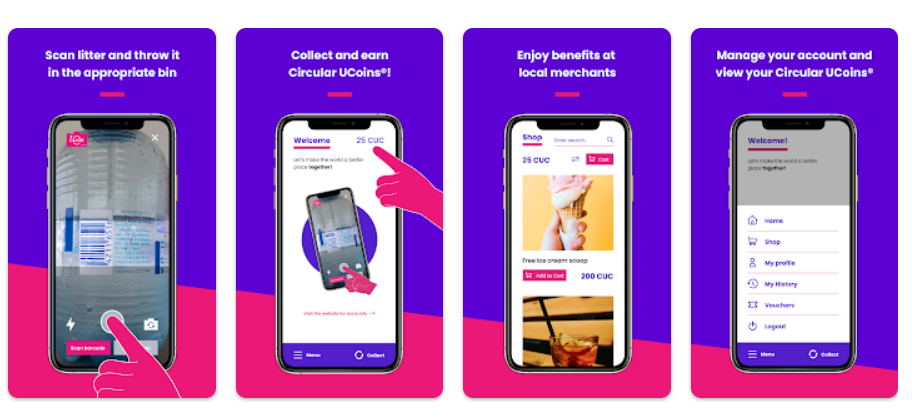 Scan litter and throw it
in the appropriate bin
Scan barcode
Collect and earn
Circular UCoins®!
Welcome
25 CUC
Let's make the world a better
place together!
Visit the website for more info →
Menu
Collect
Enjoy benefits at
local merchants
Shop
Enter search...
25 CUC
Cart
Free ice cream scoop
Add to Cart
200 CUC
Manage your account and
view your Circular UCoins®
Welcome!
Let's make the world a better
place together!
Home
Shop
My profile
My History
Vouchers
Logout
Menu
Collect